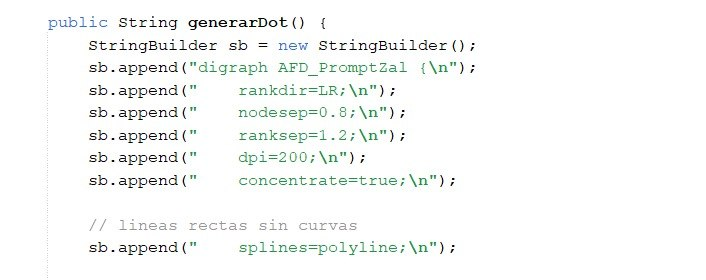 public String generarDot() {
    StringBuilder sb = new StringBuilder();
    sb.append("digraph AFD_PromptZal {\n");
    sb.append("    rankdir=LR;\n");
    sb.append("    nodesep=0.8;\n");
    sb.append("    ranksep=1.2;\n");
    sb.append("    dpi=200;\n");
    sb.append("    concentrate=true;\n");
    // lineas rectas sin curvas
    sb.append("    splines=polyline;\n");